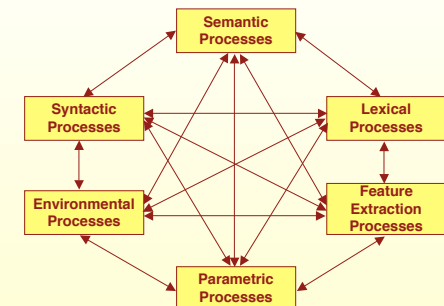 Semantic
Processes
Syntactic
Processes
Lexical
Processes
Environmental
Processes
Feature
Extraction
Processes
Parametric
Processes